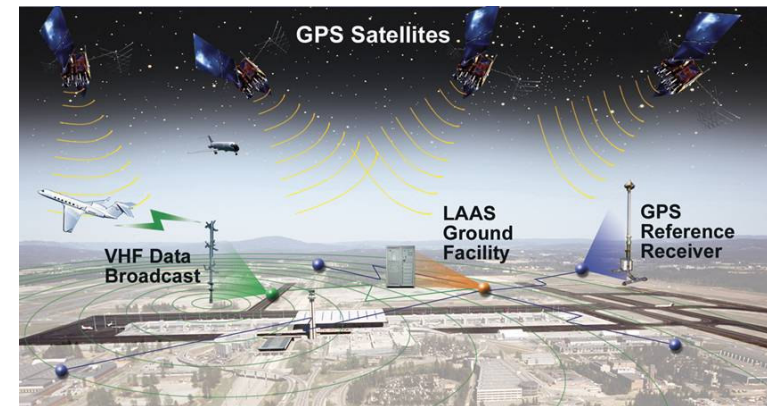 GPS Satellites
VHF Data
Broadcast
LAAS
Ground
Facility
GPS
Reference
Receiver